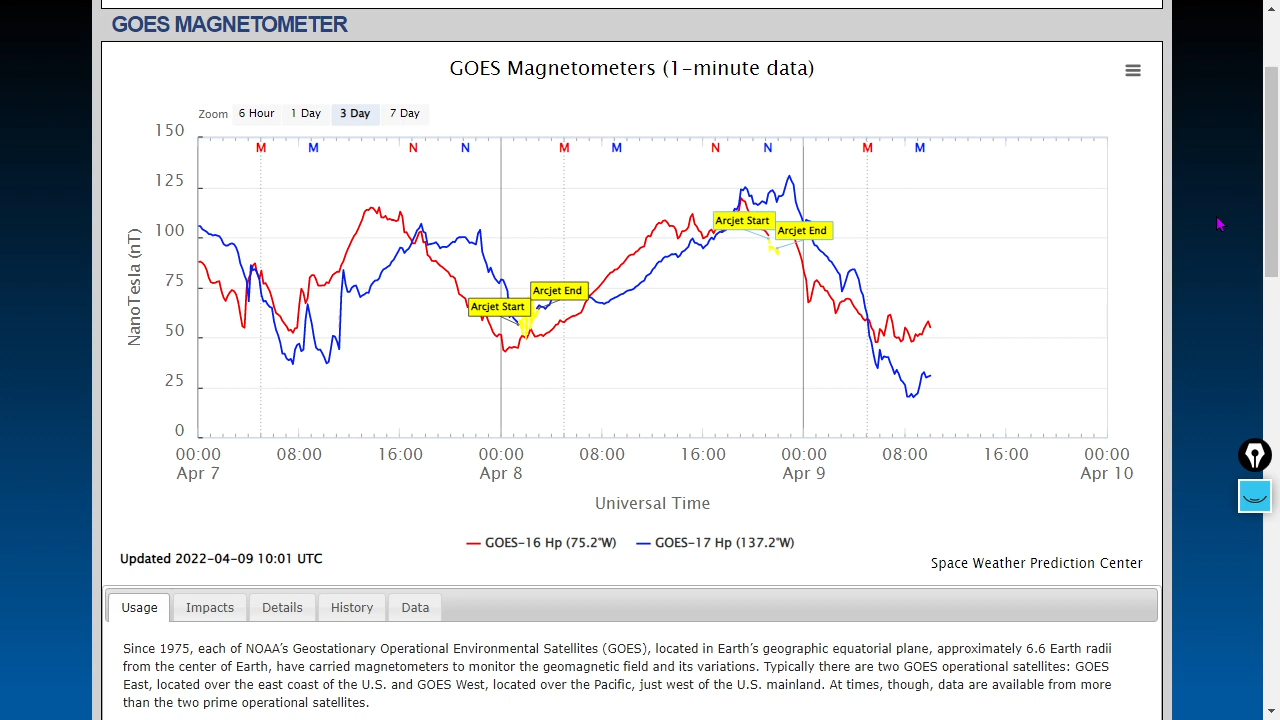 GOES MAGNETOMETER
GOES Magnetometers (1-minute data)
Zoom 6 Hour 1 Day 3 Day 7 Day
150
M M N N M M N N M M
125
100
75
50
25
0
Arcjet Start
Arcjet End
Arcjet Start
Arcjet End
NanoTesla (nT)
00:00 08:00 16:00 00:00 08:00 16:00 00:00 08:00 16:00 00:00
Apr 7 Apr 8 Apr 9 Apr 10
Universal Time
GOES-16 Hp (75.2°W) GOES-17 Hp (137.2°W)
Updated 2022-04-09 10:01 UTC
Space Weather Prediction Center
Usage Impacts Details History Data
Since 1975, each of NOAA's Geostationary Operational Environmental Satellites (GOES), located in Earth's geographic equatorial plane, approximately 6.6 Earth radii
from the center of Earth, have carried magnetometers to monitor the geomagnetic field and its variations. Typically there are two GOES operational satellites: GOES
East, located over the east coast of the U.S. and GOES West, located over the Pacific, just west of the U.S. mainland. At times, though, data are available from more
than the two prime operational satellites.